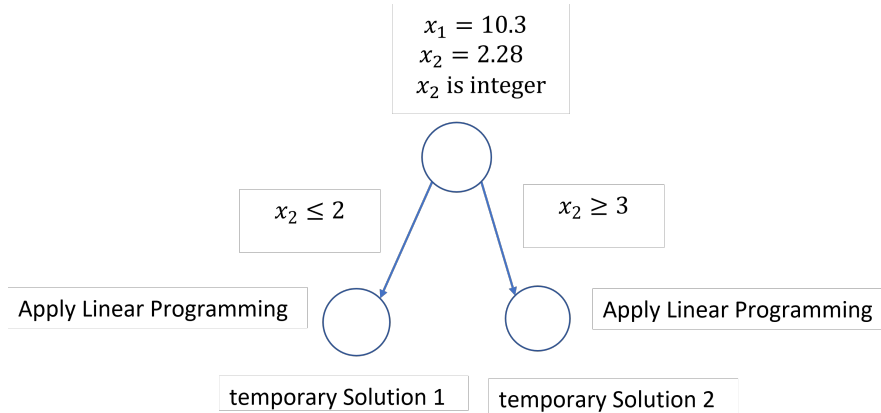 x₁ = 10.3
x₂ = 2.28
x₂ is integer
x₂ ≤ 2
x₂ ≥ 3
Apply Linear Programming
Apply Linear Programming
temporary Solution 1
temporary Solution 2